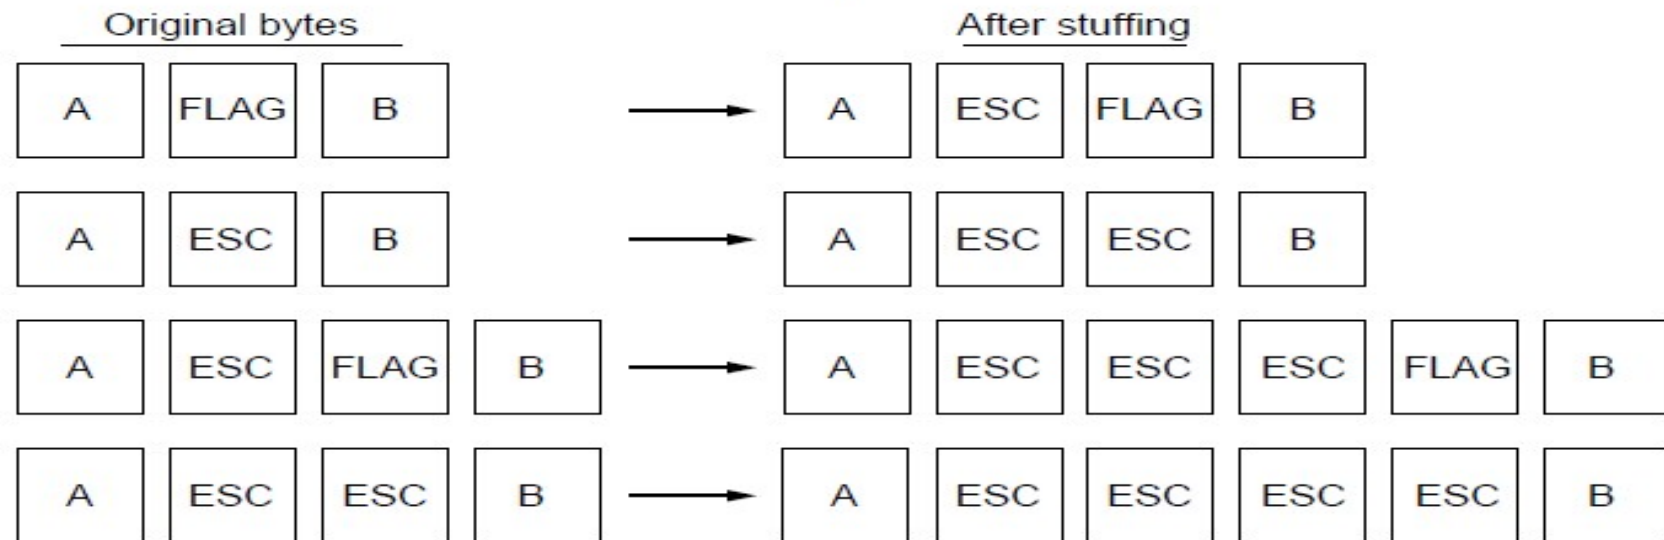 Original bytes After stuffing
A FLAG B A ESC FLAG B
A ESC B A ESC ESC B
A ESC FLAG B A ESC ESC ESC FLAG B
A ESC ESC B A ESC ESC ESC ESC B